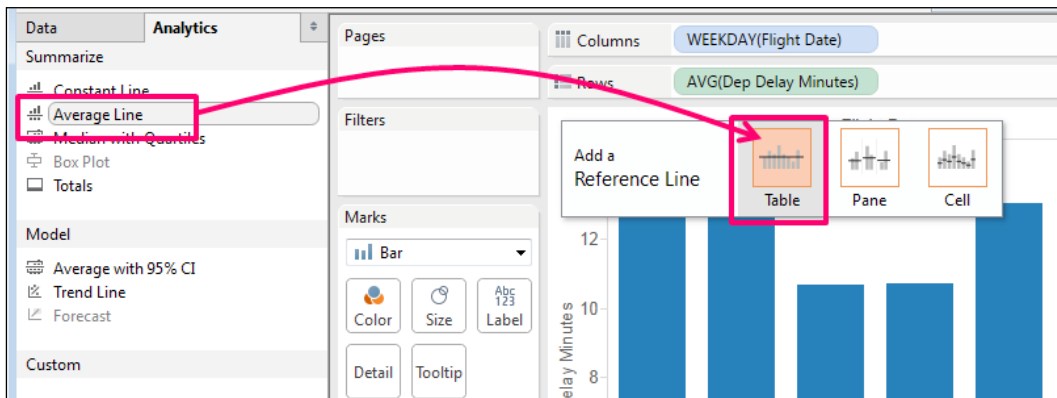 Data Analytics
Summarize
Constant Line
Average Line
Median with Quartiles
Box Plot
Totals
Model
Average with 95% CI
Trend Line
Forecast
Custom
Pages
Filters
Marks
Bar
Color Size Abc 123 Label
Detail Tooltip
Columns WEEKDAY(Flight Date)
Rows AVG(Dep Delay Minutes)
Add a
Reference Line
Table Pane Cell
12
10
8
elay Minutes